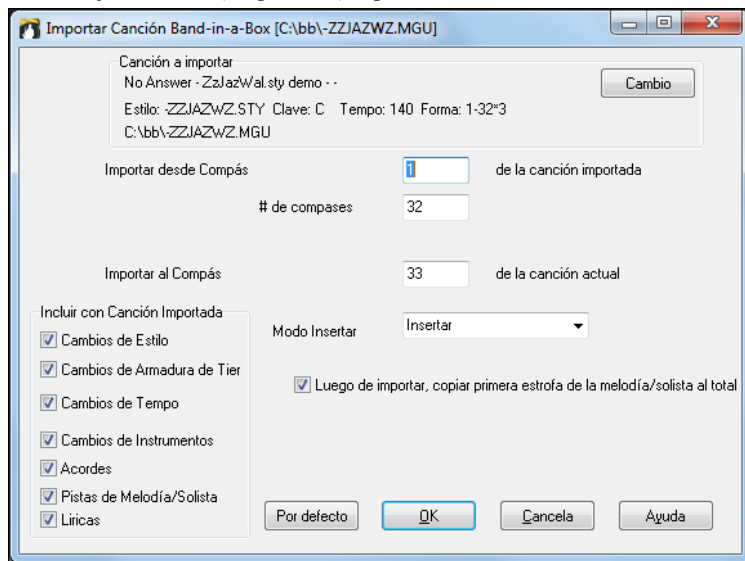 Importar Canción Band-in-a-Box [C:\bb\-ZZJAZWZ.MGU]
Canción a importar
No Answer - ZzJazWal.sty demo - -
Cambio
Estilo: -ZZJAZWZ.STY Clave: C Tempo: 140 Forma: 1-32*3
C:\bb\-ZZJAZWZ.MGU
Importar desde Compás 1 de la canción importada
# de compases 32
Importar al Compás 33 de la canción actual
Incluir con Canción Importada
Modo Insertar Insertar
Cambios de Estilo
Cambios de Armadura de Tier
Luego de importar, copiar primera estrofa de la melodía/solista al total
Cambios de Tempo
Cambios de Instrumentos
Acordes
Pistas de Melodía/Solista
Liricas
Por defecto OK Cancela Ayuda